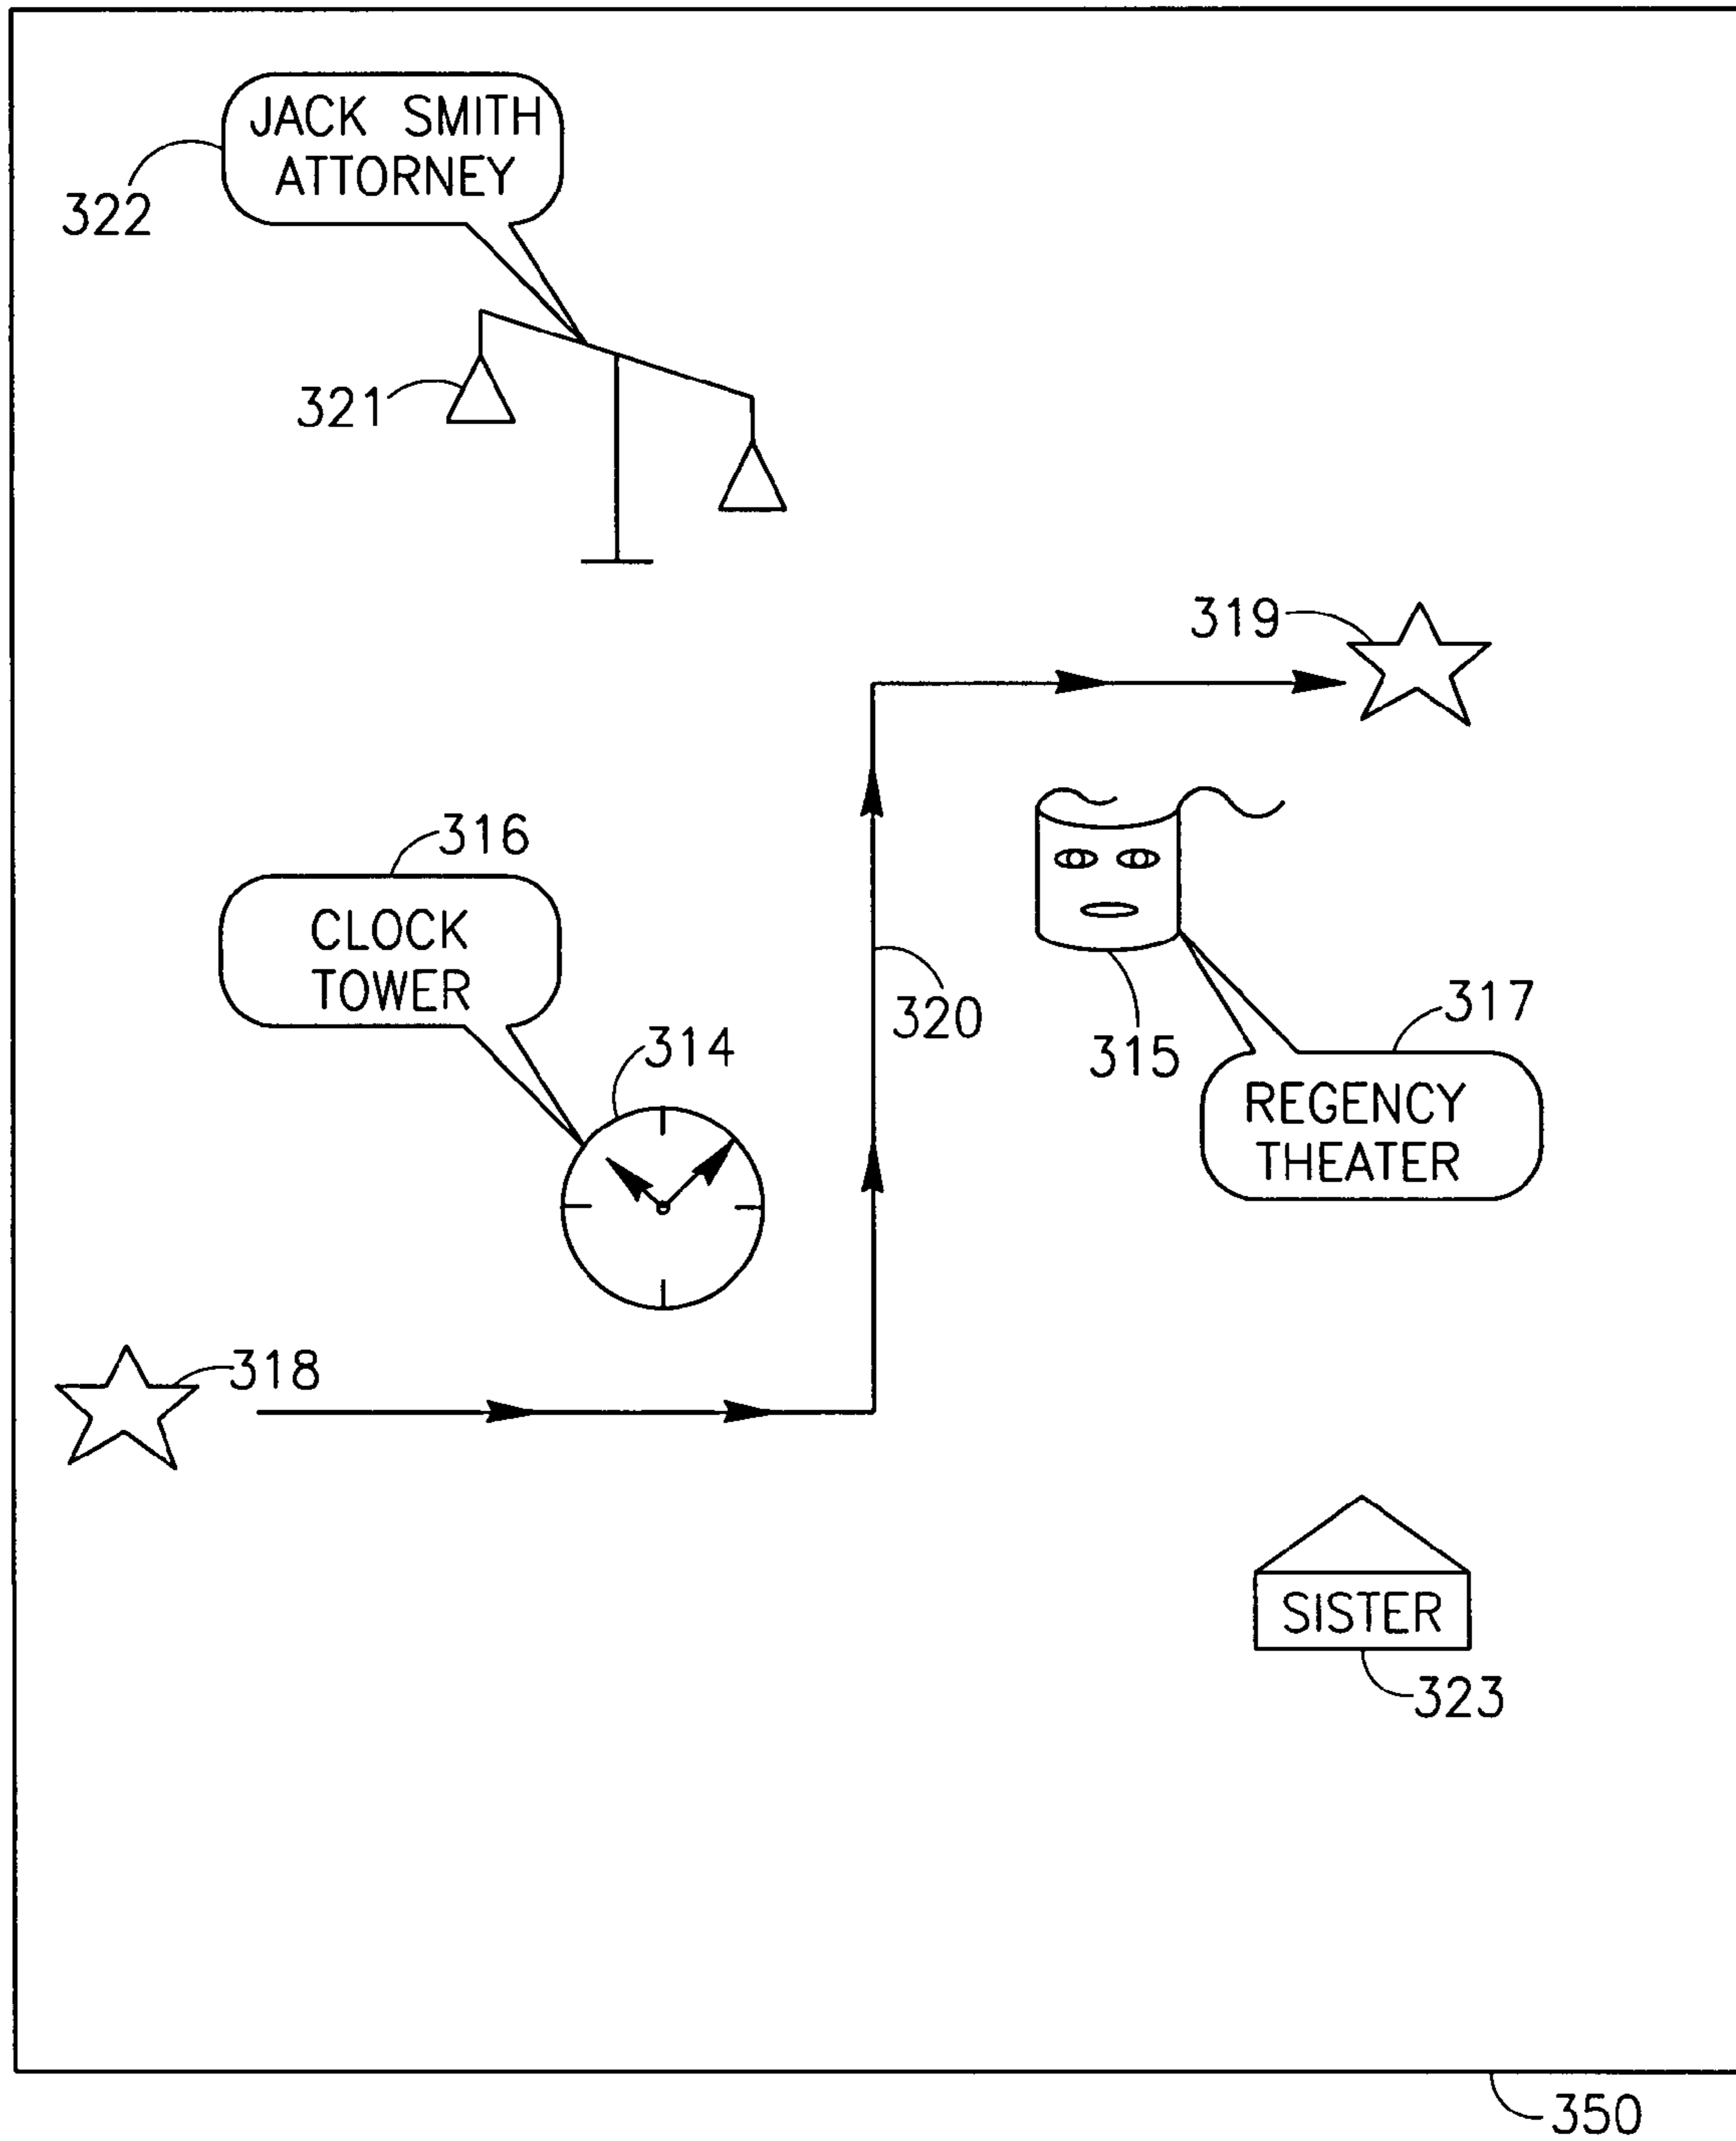 JACK SMITH
ATTORNEY
322
321
319
316
CLOCK
TOWER
314
320
315
317
REGENCY
THEATER
318
SISTER
323
350